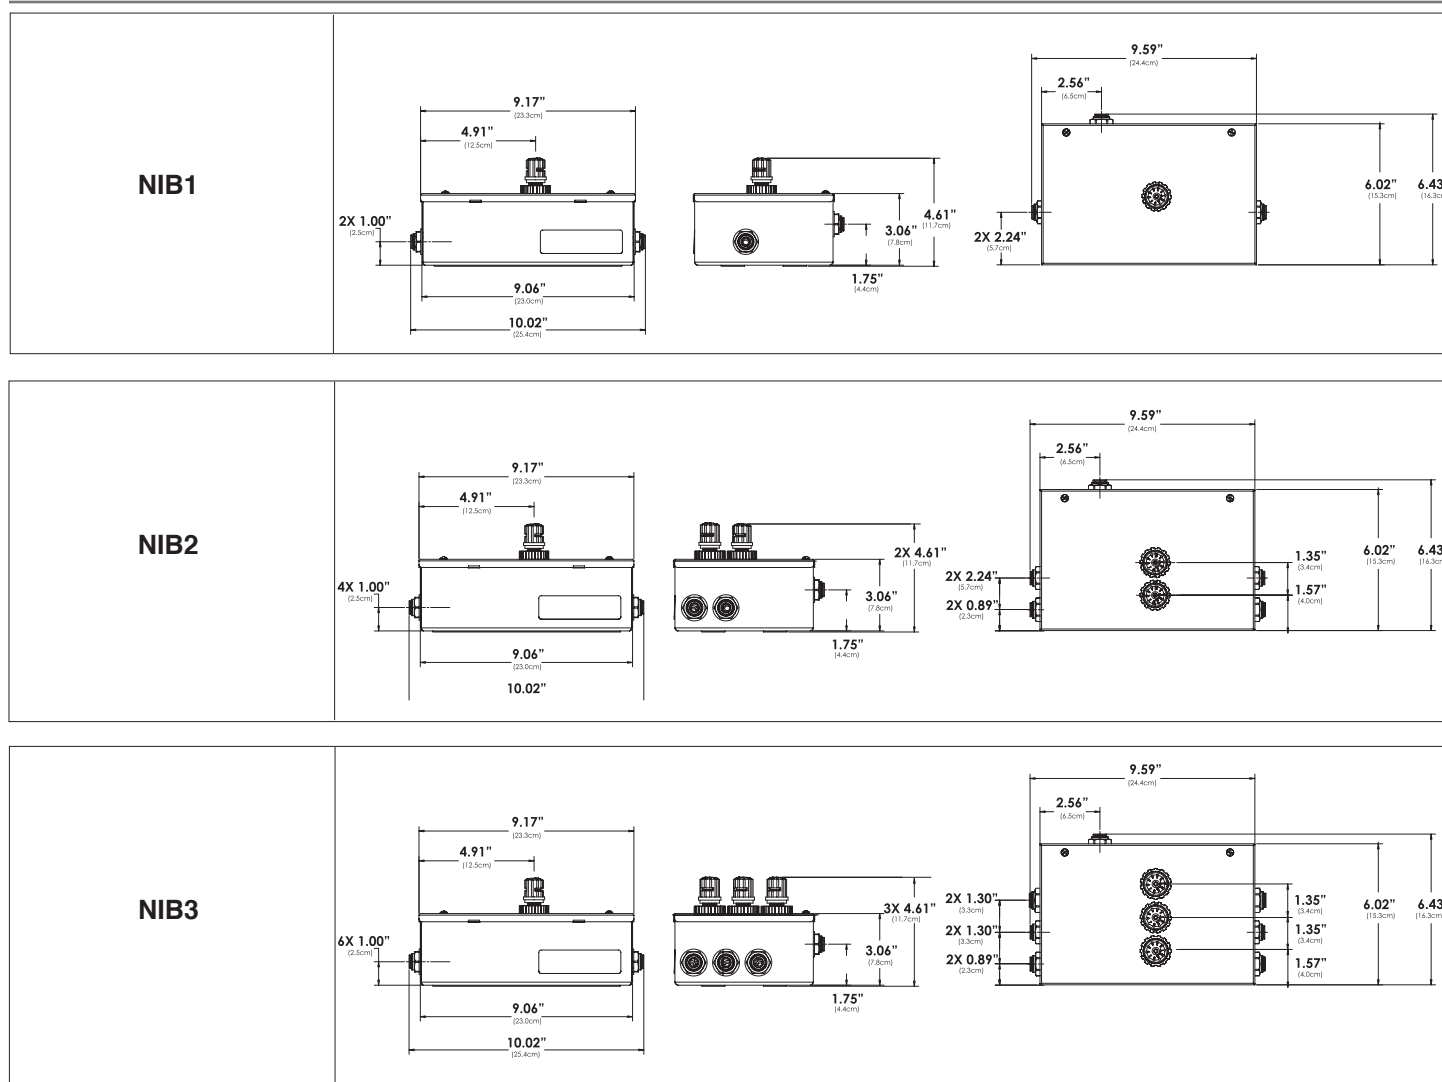 NIB1
9.17”
(23.3cm)
4.91”
(12.5cm)
2X 1.00”
(2.5cm)
9.06”
(23.0cm)
10.02”
(25.4cm)
4.61”
(11.7cm)
3.06”
(7.8cm)
1.75”
(4.4cm)
9.59”
(24.4cm)
2.56”
(6.5cm)
2X 2.24”
(5.7cm)
6.02”
(15.3cm)
6.43
(16.3c
NIB2
9.17”
(23.3cm)
4.91”
(12.5cm)
4X 1.00”
(2.5cm)
9.06”
(23.0cm)
10.02”
2X 4.61”
(11.7cm)
3.06”
(7.8cm)
1.75”
(4.4cm)
9.59”
(24.4cm)
2.56”
(6.5cm)
2X 2.24”
(5.7cm)
2X 0.89”
(2.3cm)
1.35”
(3.4cm)
1.57”
(4.0cm)
6.02”
(15.3cm)
6.43
(16.3c
NIB3
9.17”
(23.3cm)
4.91”
(12.5cm)
6X 1.00”
(2.5cm)
9.06”
(23.0cm)
10.02”
(25.4cm)
3X 4.61”
(11.7cm)
3.06”
(7.8cm)
1.75”
(4.4cm)
9.59”
(24.4cm)
2.56”
(6.5cm)
2X 1.30”
(3.3cm)
2X 1.30”
(3.3cm)
2X 0.89”
(2.3cm)
1.35”
(3.4cm)
1.35”
(3.4cm)
1.57”
(4.0cm)
6.02”
(15.3cm)
6.43
(16.3c